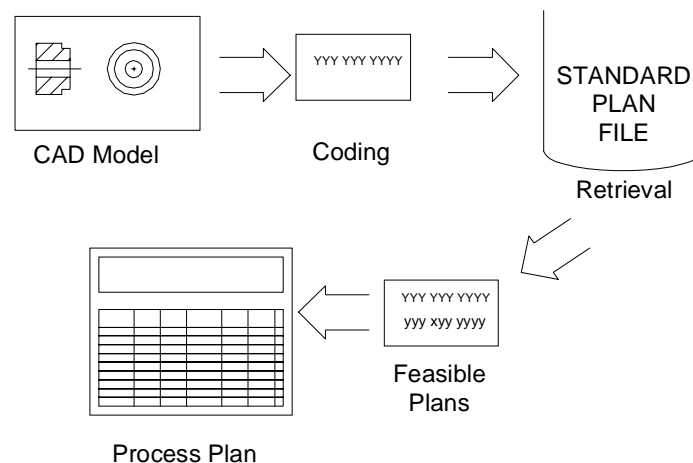 YYY YYY YYYY
STANDARD
PLAN
FILE
CAD Model
Coding
Retrieval
YYY YYY YYYY
yyy xyy yyyy
Feasible
Plans
Process Plan